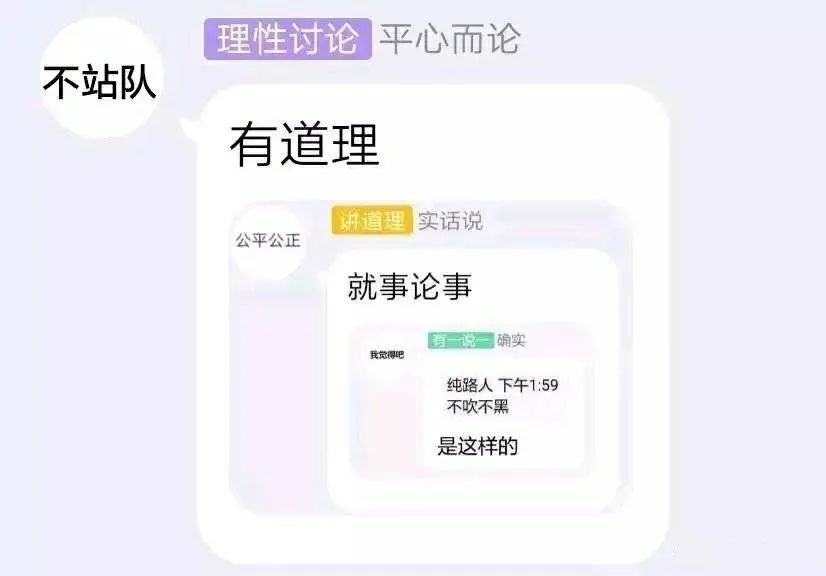 理性讨论 平心而论
不站队
有道理
讲道理 实话说
公平公正
就事论事
有一说一 确实
我觉得吧
纯路人 下午1:59
不吹不黑
是这样的